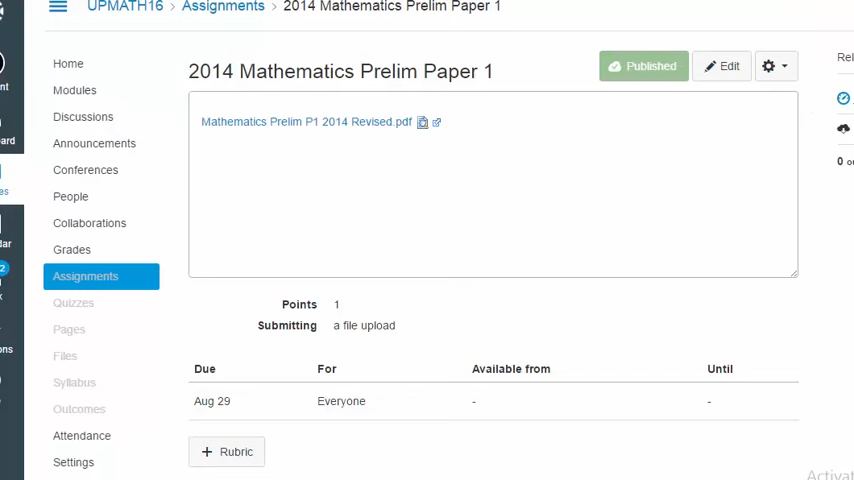 UPMATH16 > Assignments > 2014 Mathematics Prelim Paper 1
Home
Modules
Discussions
Announcements
Conferences
People
Collaborations
Grades
Assignments
Quizzes
Pages
Files
Syllabus
Outcomes
Attendance
Settings
2014 Mathematics Prelim Paper 1
Published
Edit
Mathematics Prelim P1 2014 Revised.pdf
Points 1
Submitting a file upload
Due For Available from Until
Aug 29 Everyone - -
+ Rubric
2